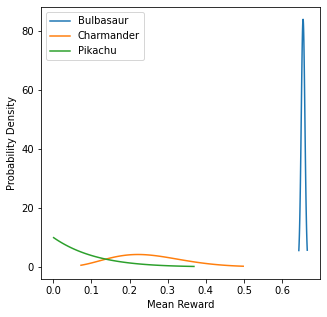 Bulbasaur
Charmander
Pikachu
Probability Density
80
60
40
20
0
0.0 0.1 0.2 0.3 0.4 0.5 0.6
Mean Reward